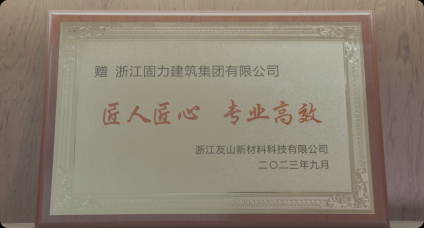 赠 浙江固力建筑集团有限公司
匠人匠心 专业高效
浙江友山新材料科技有限公司
二〇二三年九月